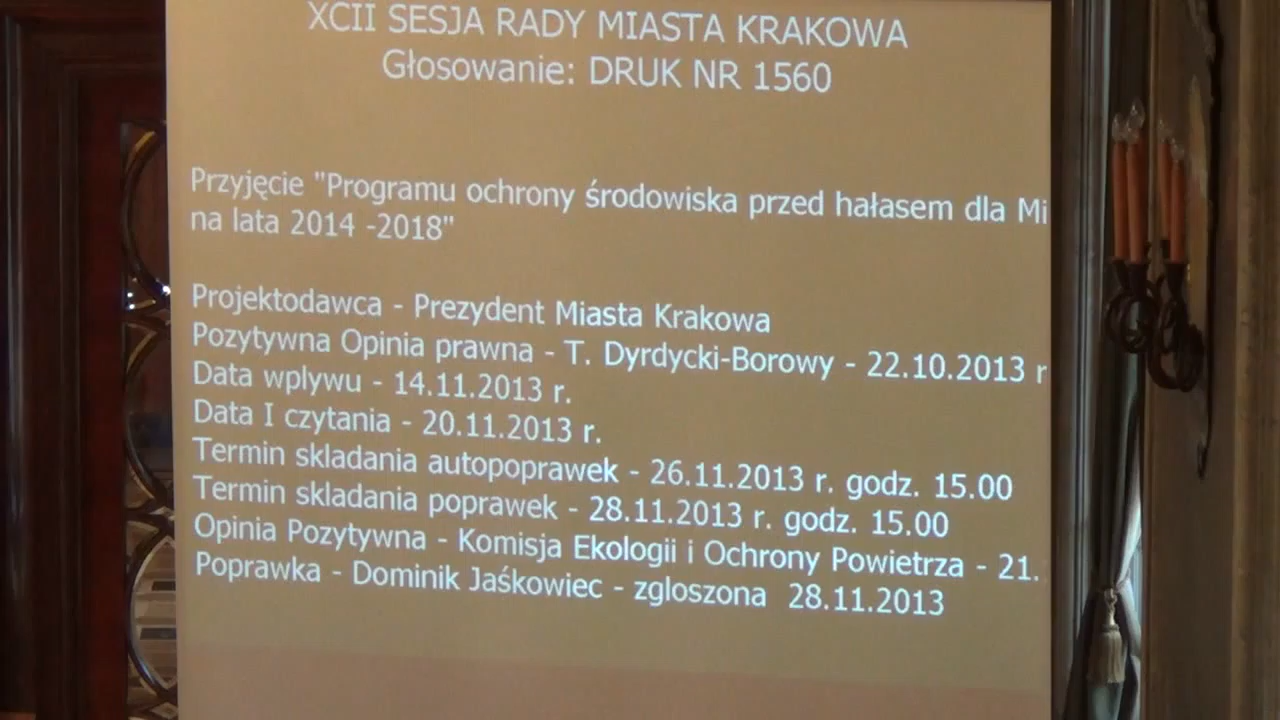 XCII SESJA RADY MIASTA KRAKOWA
Głosowanie: DRUK NR 1560
Przyjęcie "Programu ochrony środowiska przed hałasem dla Mi
na lata 2014 -2018"
Projektodawca - Prezydent Miasta Krakowa
Pozytywna Opinia prawna - T. Dyrdycki-Borowy - 22.10.2013 r
Data wplywu - 14.11.2013 r.
Data I czytania - 20.11.2013 r.
Termin skladania autopoprawek - 26.11.2013 r. godz. 15.00
Termin skladania poprawek - 28.11.2013 r. godz. 15.00
Opinia Pozytywna - Komisja Ekologii i Ochrony Powietrza - 21.
Poprawka - Dominik Jaśkowiec - zgloszona  28.11.2013